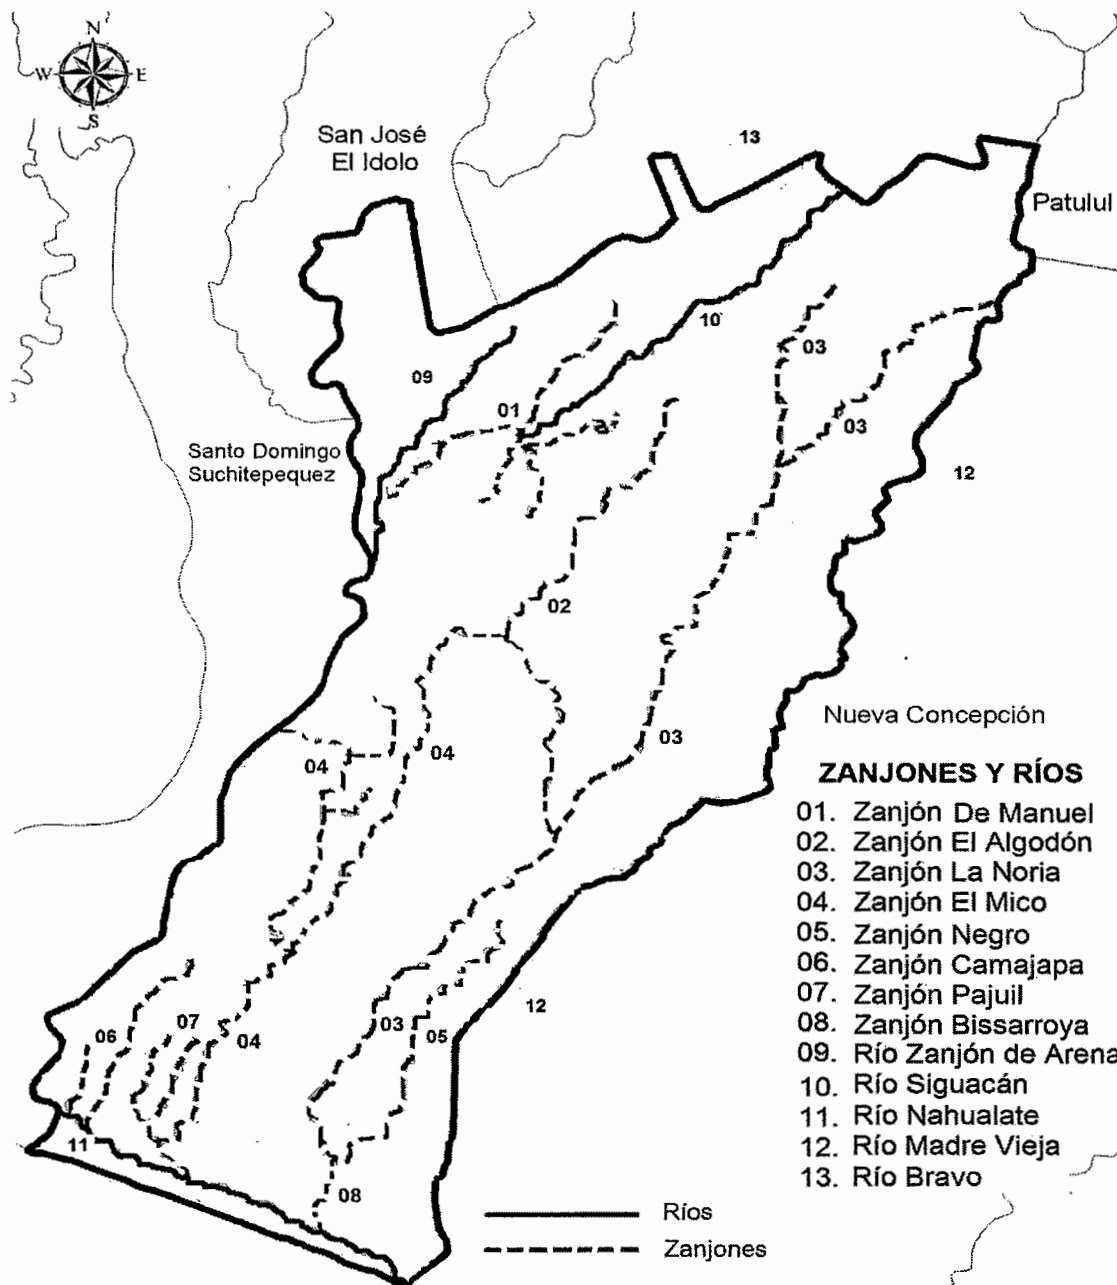 N
W E
S
San José
El Idolo
13
Patulul
10
03
09
01
03
Santo Domingo
Suchitepequez
12
02
Nueva Concepción
04
04
03
ZANJONES Y RÍOS
01. Zanjón De Manuel
02. Zanjón El Algodón
03. Zanjón La Noria
04. Zanjón El Mico
05. Zanjón Negro
06. Zanjón Camajapa
07. Zanjón Pajuil
08. Zanjón Bissarroya
09. Río Zanjón de Arena
10. Río Siguacán
11. Río Nahualate
12. Río Madre Vieja
13. Río Bravo
12
06
07
04
03
05
11
08
Ríos
Zanjones